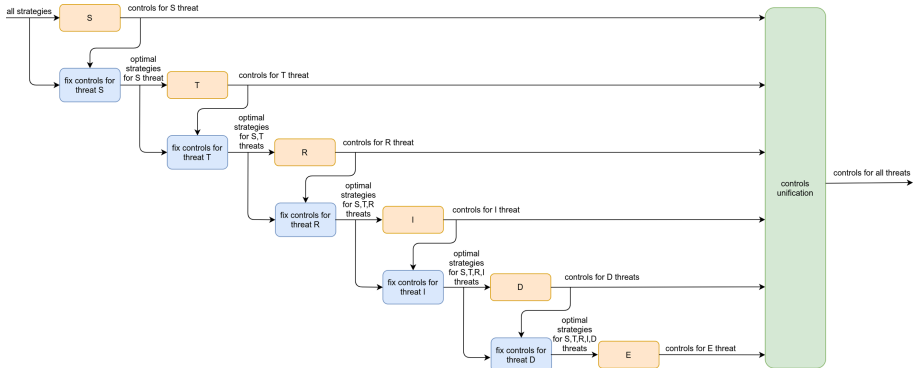 all strategies
S
controls for S threat
fix controls for
threat S
optimal
strategies
for S threat
T
controls for T threat
fix controls for
threat T
optimal
strategies
for S,T
threats
R
controls for R threat
fix controls for
threat R
optimal
strategies
for S,T,R
threats
I
controls for I threat
fix controls for
threat I
optimal
strategies
for S,T,R,I
threats
D
controls for D threats
fix controls for
threat D
optimal
strategies
for S,T,R,I,D
threats
E
controls for E threat
controls
unification
controls for all threats